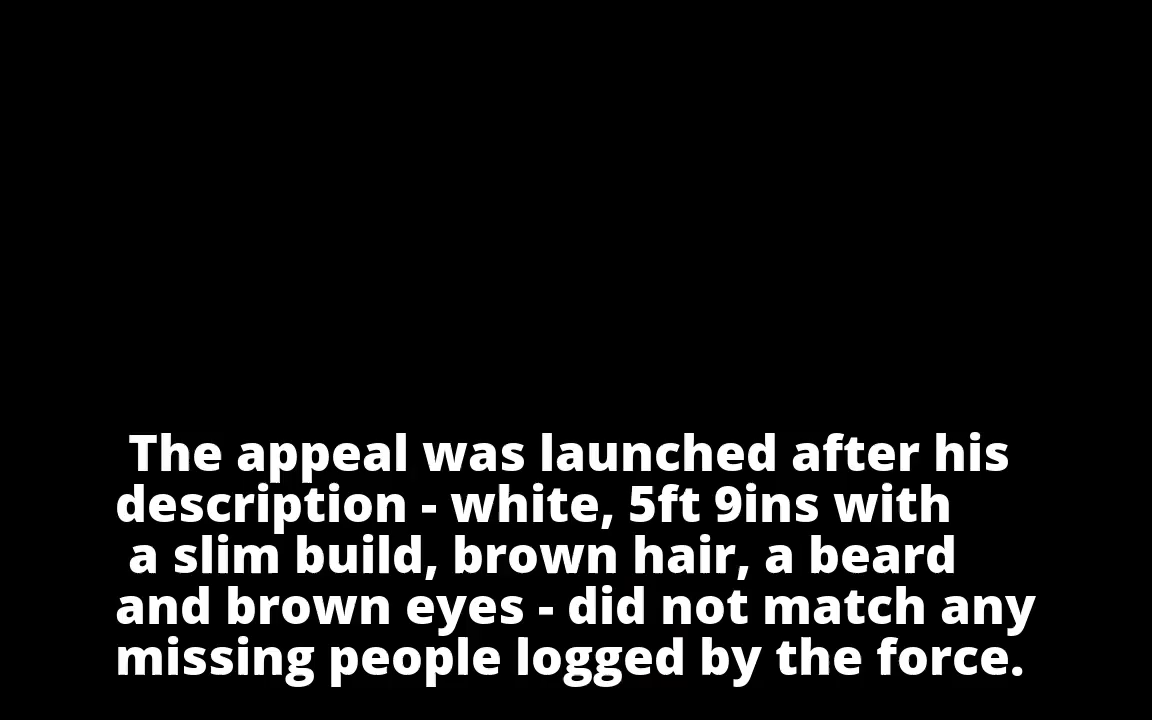 The appeal was launched after his
description - white, 5ft 9ins with
a slim build, brown hair, a beard
and brown eyes - did not match any
missing people logged by the force.